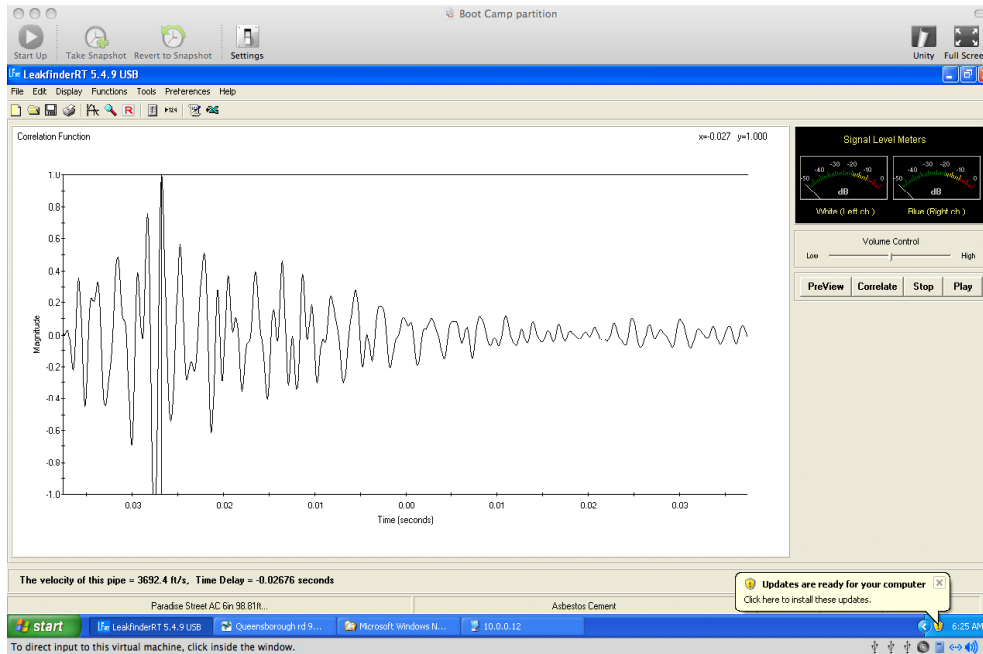 Boot Camp partition
Start Up Take Snapshot Revert to Snapshot Settings Unity Full Scree
LeakfinderRT 5.4.9 USB
File Edit Display Functions Tools Preferences Help
Correlation Function
x=-0.027 y=1.000
1.0
0.8
0.6
0.4
0.2
0.0
-0.2
-0.4
-0.6
-0.8
-1.0
Magnitude
0.03 0.02 0.01 0.00 0.01 0.02 0.03
Time (seconds)
Signal Level Meters
-50 -40 -30 -20 -10 0
dB
White (Left ch.)
-50 -40 -30 -20 -10 0
dB
Blue (Right ch.)
Volume Control
Low High
PreView Correlate Stop Play
The velocity of this pipe = 3692.4 ft/s, Time Delay = -0.02676 seconds
Updates are ready for your computer
Click here to install these updates.
Paradise Street AC 6in 98.81ft...
Asbestos Cement
start LeakfinderRT 5.4.9 USB Queensborough rd 9... Microsoft Windows N... 10.0.0.12 6:25 AM
To direct input to this virtual machine, click inside the window.